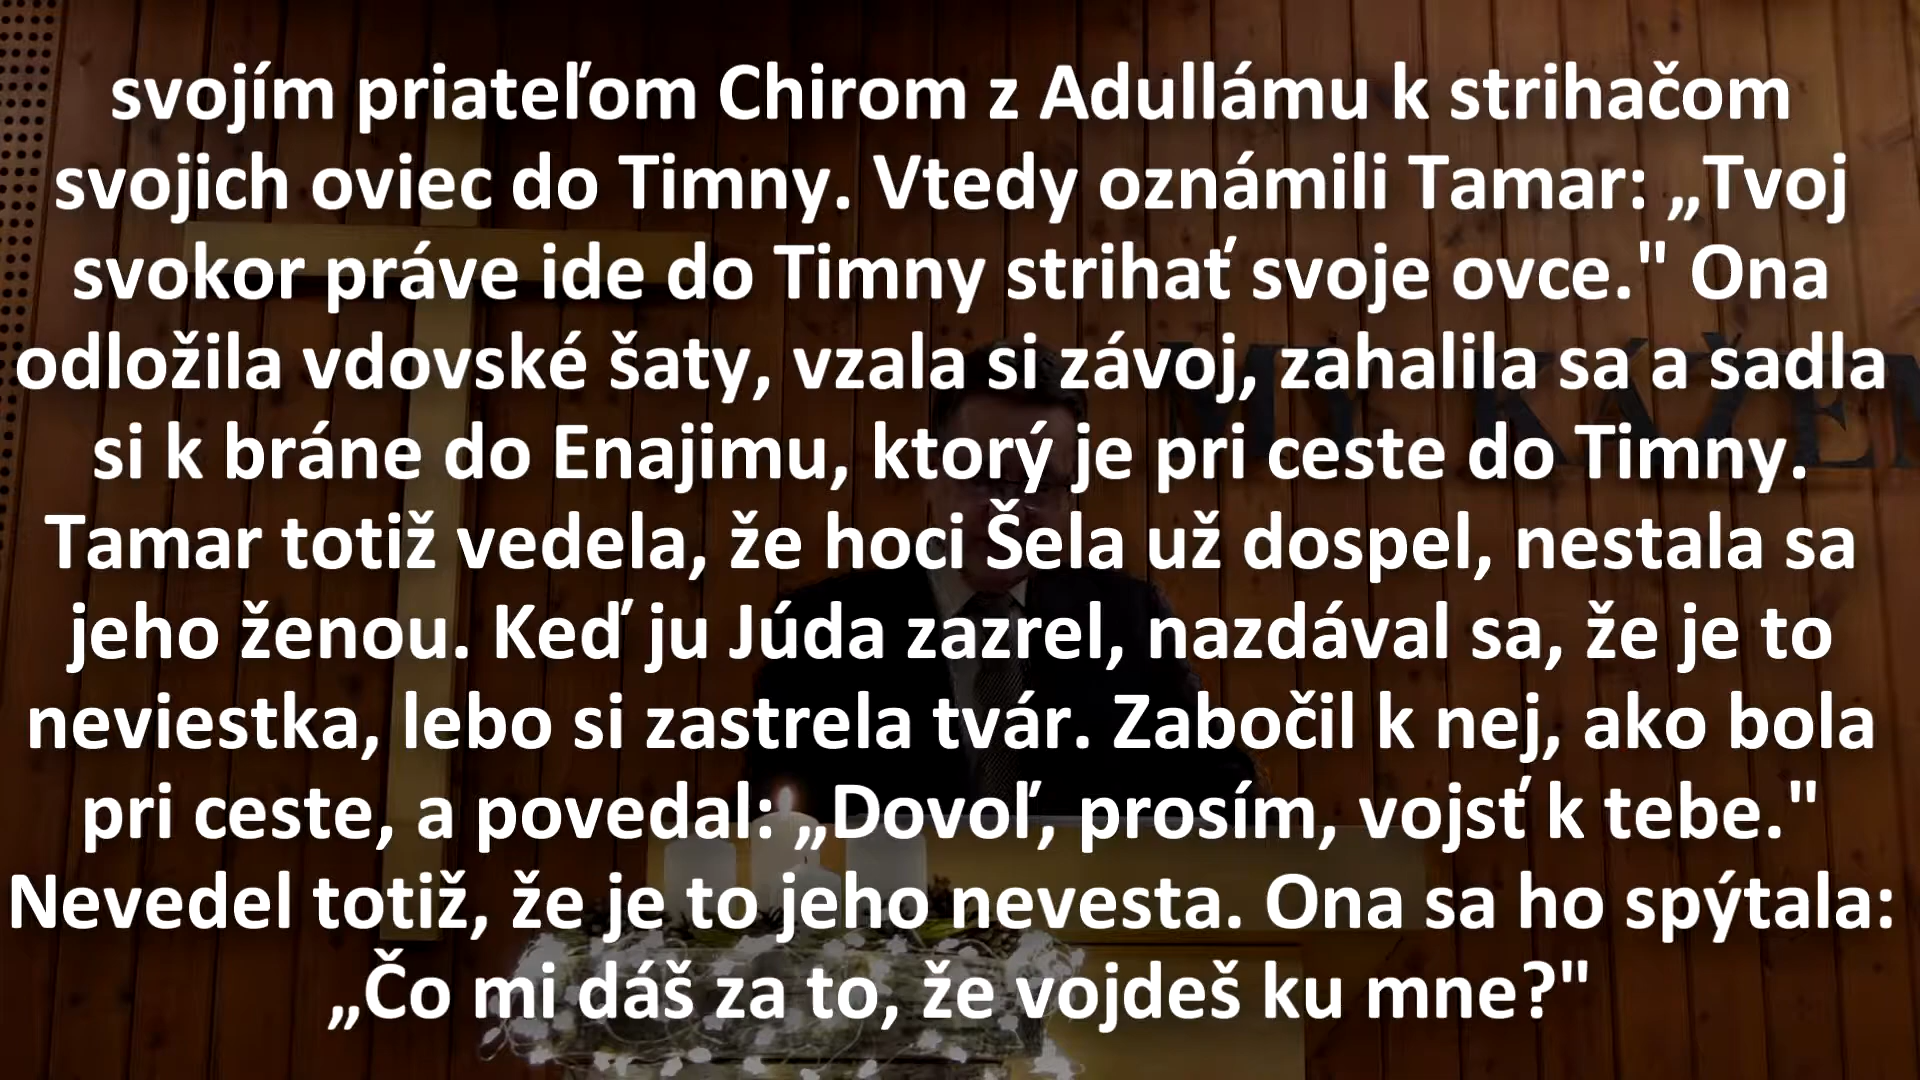 svojím priateľom Chirom z Adullámu k strihačom
svojich oviec do Timny. Vtedy oznámili Tamar: „Tvoj
svokor práve ide do Timny strihať svoje ovce." Ona
odložila vdovské šaty, vzala si závoj, zahalila sa a sadla
si k bráne do Enajimu, ktorý je pri ceste do Timny.
Tamar totiž vedela, že hoci Šela už dospel, nestala sa
jeho ženou. Keď ju Júda zazrel, nazdával sa, že je to
neviestka, lebo si zastrela tvár. Zabočil k nej, ako bola
pri ceste, a povedal: „Dovoľ, prosím, vojsť k tebe."
Nevedel totiž, že je to jeho nevesta. Ona sa ho spýtala:
„Čo mi dáš za to, že vojdeš ku mne?"
MY KÁŽEM